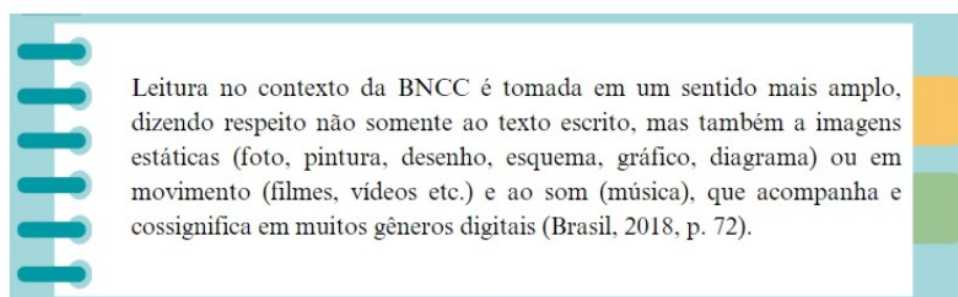 Leitura no contexto da BNCC é tomada em um sentido mais amplo,
dizendo respeito não somente ao texto escrito, mas também a imagens
estáticas (foto, pintura, desenho, esquema, gráfico, diagrama) ou em
movimento (filmes, vídeos etc.) e ao som (música), que acompanha e
cossignifica em muitos gêneros digitais (Brasil, 2018, p. 72).